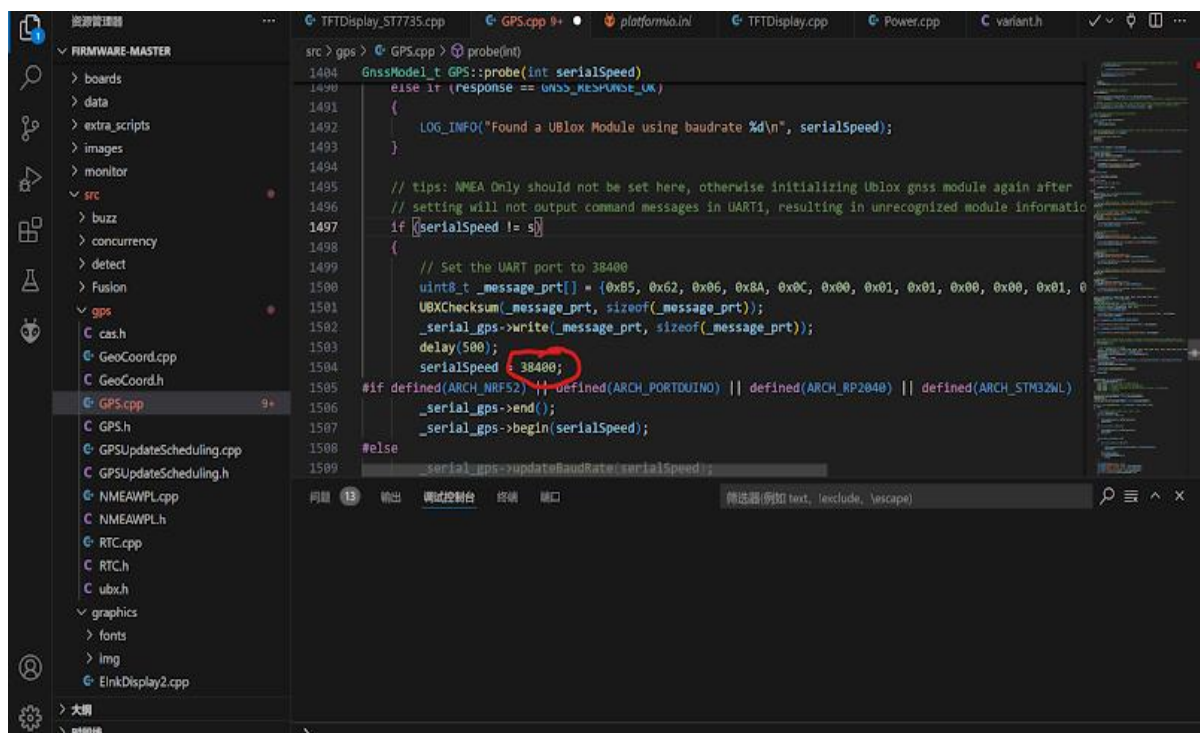 资源管理器 ···
TFTDisplay_ST7735.cpp
GPS.cpp 9+
platformio.ini
TFTDisplay.cpp
Power.cpp
variant.h
FIRMWARE-MASTER
src > gps > GPS.cpp > probe(int)
boards
data
extra_scripts
images
monitor
src
buzz
concurrency
detect
Fusion
gps
cas.h
GeoCoord.cpp
GeoCoord.h
GPS.cpp 9+
GPS.h
GPSUpdateScheduling.cpp
GPSUpdateScheduling.h
NMEAWPL.cpp
NMEAWPL.h
RTC.cpp
RTC.h
ubx.h
graphics
fonts
img
EInkDisplay2.cpp
大纲
1404 GnssModel_t GPS::probe(int serialSpeed)
1490 else if (response == GNSS_RESPONSE_OK)
1491 {
1492 LOG_INFO("Found a UBlox Module using baudrate %d\n", serialSpeed);
1493 }
1494
1495 // tips: NMEA Only should not be set here, otherwise initializing Ublox gnss module again after
1496 // setting will not output command messages in UART1, resulting in unrecognized module informatio
1497 if (serialSpeed != s)
1498 {
1499 // Set the UART port to 38400
1500 uint8_t _message_prt[] = {0xB5, 0x62, 0x06, 0x8A, 0x0C, 0x00, 0x01, 0x01, 0x00, 0x00, 0x01, 0
1501 UBXChecksum(_message_prt, sizeof(_message_prt));
1502 _serial_gps->write(_message_prt, sizeof(_message_prt));
1503 delay(500);
1504 serialSpeed = 38400;
1505 #if defined(ARCH_NRF52) || defined(ARCH_PORTDUINO) || defined(ARCH_RP2040) || defined(ARCH_STM32WL)
1506 _serial_gps->end();
1507 _serial_gps->begin(serialSpeed);
1508 #else
1509 _serial_gps->updateBaudRate(serialSpeed);
问题 13 输出 调试控制台 终端 端口
筛选器(例如 text, !exclude, \escape)